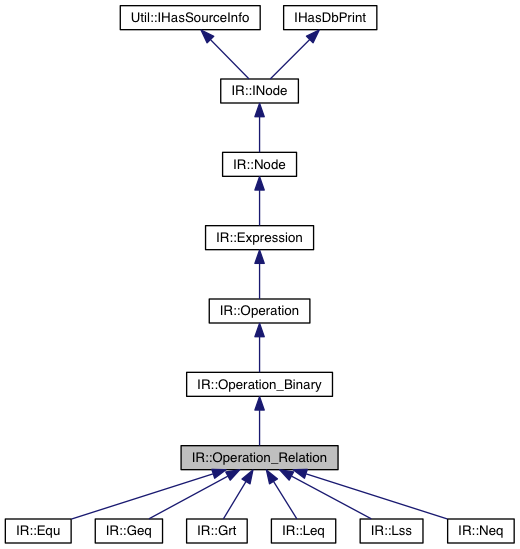 Util::IHasSourceInfo
IHasDbPrint
IR::INode
IR::Node
IR::Expression
IR::Operation
IR::Operation_Binary
IR::Operation_Relation
IR::Equ
IR::Geq
IR::Grt
IR::Leq
IR::Lss
IR::Neq